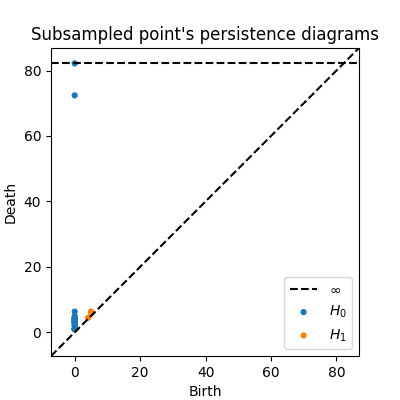 Subsampled point's persistence diagrams
80
60
40
20
0
Death
∞
H₀
H₁
0 20 40 60 80
Birth